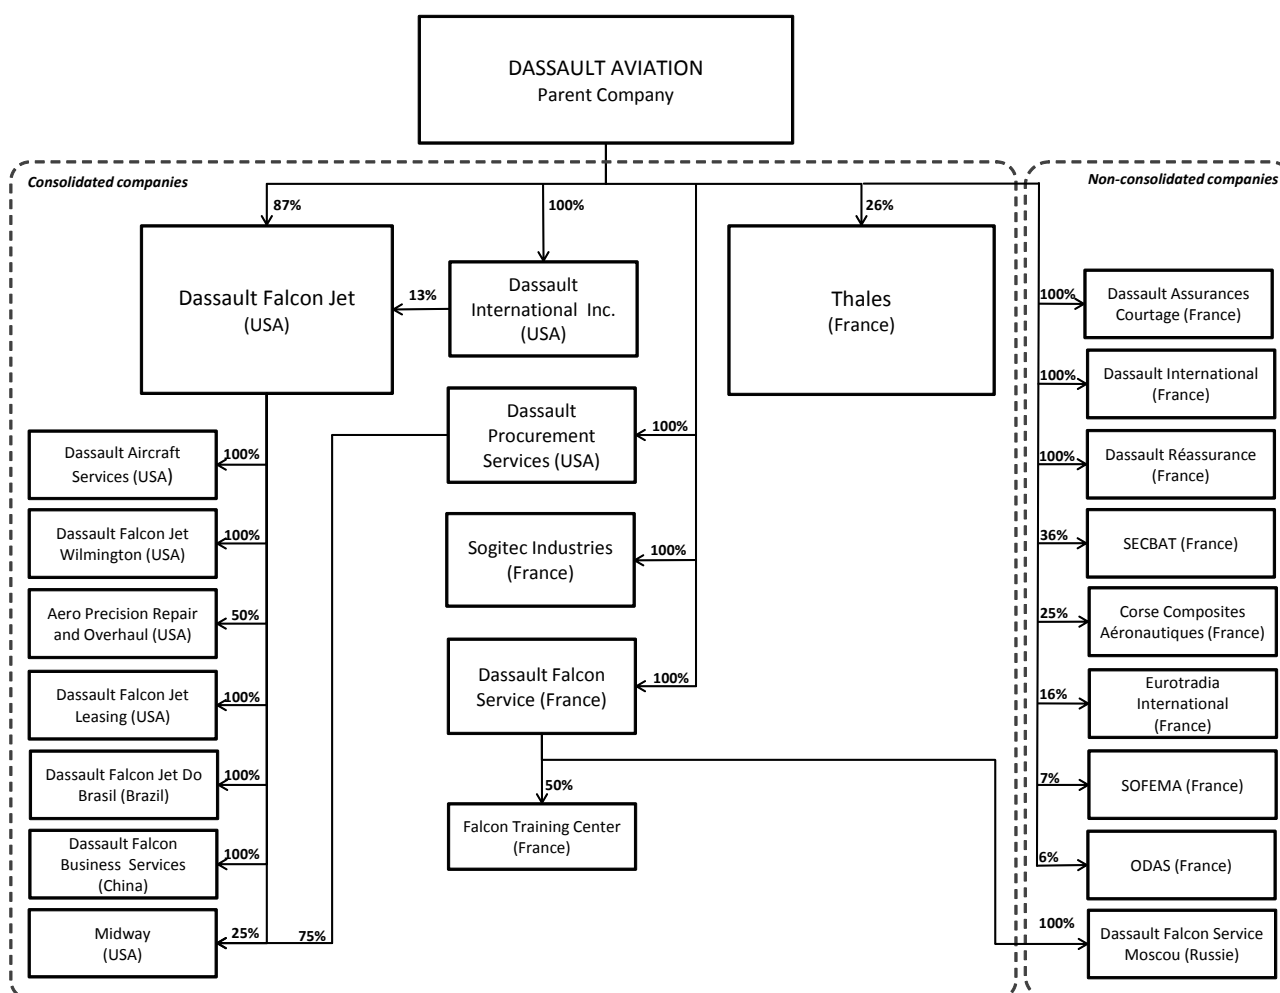 DASSAULT AVIATION
Parent Company
Consolidated companies
Non-consolidated companies
87%
100%
26%
Dassault Falcon Jet
(USA)
13%
Dassault
International Inc.
(USA)
Thales
(France)
100%
Dassault Assurances
Courtage (France)
100%
Dassault International
(France)
Dassault
Procurement
Services (USA)
100%
Dassault Aircraft
Services (USA)
100%
100%
Dassault Réassurance
(France)
Dassault Falcon Jet
Wilmington (USA)
100%
Sogitec Industries
(France)
100%
36%
SECBAT (France)
Aero Precision Repair
and Overhaul (USA)
50%
25%
Corse Composites
Aéronautiques (France)
Dassault Falcon Jet
Leasing (USA)
100%
Dassault Falcon
Service (France)
100%
16%
Eurotradia
International
(France)
Dassault Falcon Jet Do
Brasil (Brazil)
100%
50%
7%
SOFEMA (France)
Falcon Training Center
(France)
Dassault Falcon
Business Services
(China)
100%
6%
ODAS (France)
Midway
(USA)
25%
75%
100%
Dassault Falcon Service
Moscou (Russie)